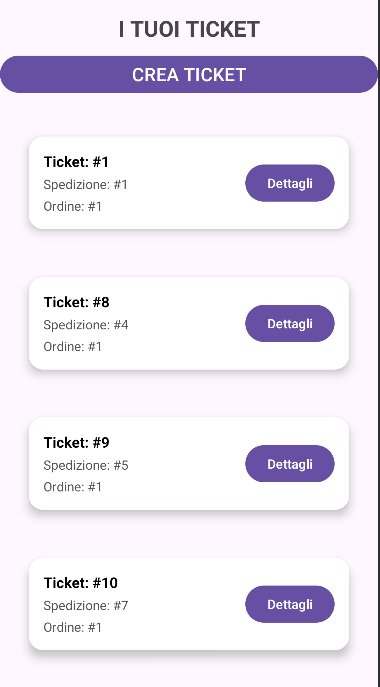 I TUOI TICKET
CREA TICKET
Ticket: #1
Spedizione: #1
Ordine: #1
Dettagli
Ticket: #8
Spedizione: #4
Ordine: #1
Dettagli
Ticket: #9
Spedizione: #5
Ordine: #1
Dettagli
Ticket: #10
Spedizione: #7
Ordine: #1
Dettagli